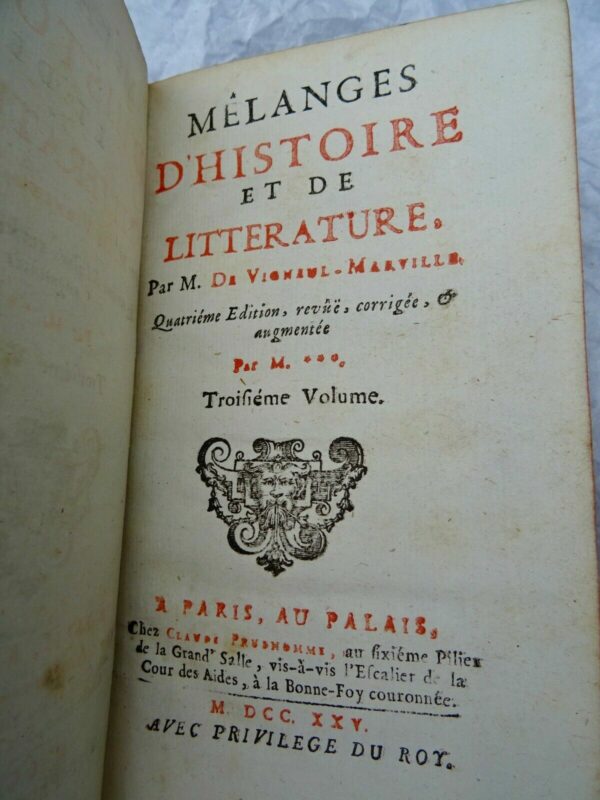 MÊLANGES
D'HISTOIRE
ET DE
LITTERATURE,
Par M. DE VIGNEUL-MARVILLE.
Quatriéme Edition, revûë, corrigée, &
augmentée
Par M. ***.
Troiſiéme Volume.
A PARIS, AU PALAIS,
Chez CLAUDE PRUDHOMME, au ſixiéme Pilier
de la Grand' Salle, vis-à-vis l'Eſcalier de la
Cour des Aides, à la Bonne-Foy couronnée.
M. DCC. XXV.
AVEC PRIVILEGE DU ROY.